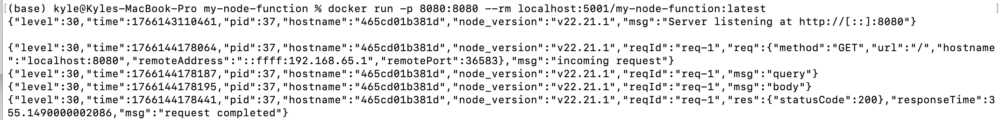 [(base) kyle@Kyles-MacBook-Pro my-node-function % docker run -p 8080:8080 --rm localhost:5001/my-node-function:latest ]
{"level":30,"time":1766143110461,"pid":37,"hostname":"465cd01b381d","node_version":"v22.21.1","msg":"Server listening at http://[::]:8080"}
{"level":30,"time":1766144178064,"pid":37,"hostname":"465cd01b381d","node_version":"v22.21.1","reqId":"req-1","req":{"method":"GET","url":"/","hostname
":"localhost:8080","remoteAddress":"::ffff:192.168.65.1","remotePort":36583},"msg":"incoming request"}
{"level":30,"time":1766144178187,"pid":37,"hostname":"465cd01b381d","node_version":"v22.21.1","reqId":"req-1","msg":"query"}
{"level":30,"time":1766144178195,"pid":37,"hostname":"465cd01b381d","node_version":"v22.21.1","reqId":"req-1","msg":"body"}
{"level":30,"time":1766144178441,"pid":37,"hostname":"465cd01b381d","node_version":"v22.21.1","reqId":"req-1","res":{"statusCode":200},"responseTime":3
55.1490000002086,"msg":"request completed"}